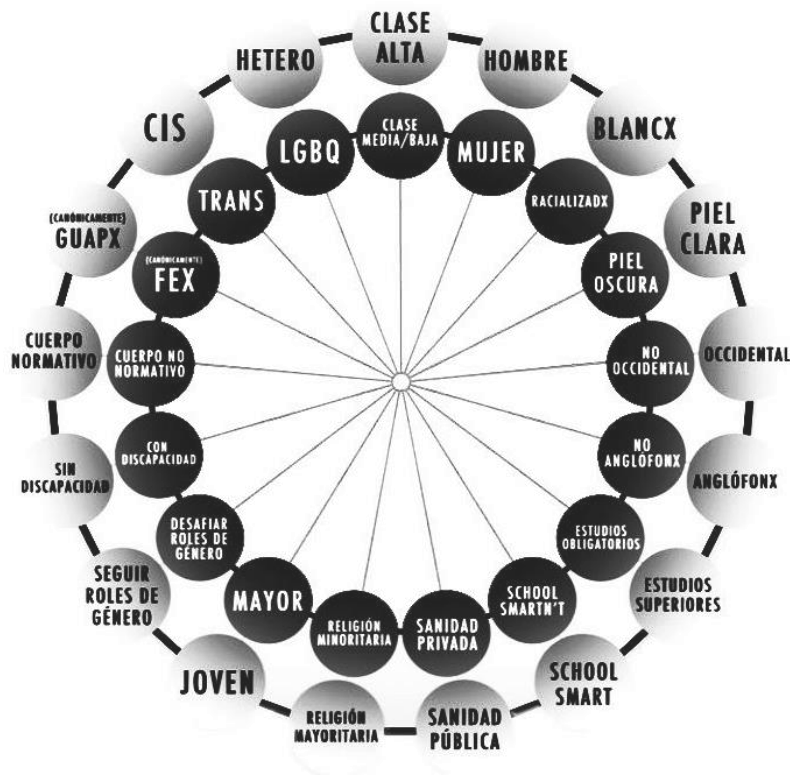 CLASE
ALTA
HOMBRE
BLANCX
PIEL
CLARA
OCCIDENTAL
ANGLÓFONX
ESTUDIOS
SUPERIORES
SCHOOL
SMART
SANIDAD
PÚBLICA
RELIGIÓN
MAYORITARIA
JOVEN
SEGUIR
ROLES DE
GÉNERO
SIN
DISCAPACIDAD
CUERPO
NORMATIVO
(CANÓNICAMENTE)
GUAPX
CIS
HETERO
CLASE
MEDIA/BAJA
MUJER
RACIALIZADX
PIEL
OSCURA
NO
OCCIDENTAL
NO
ANGLÓFONX
ESTUDIOS
OBLIGATORIOS
SCHOOL
SMARTN'T
SANIDAD
PRIVADA
RELIGIÓN
MINORITARIA
MAYOR
DESAFIAR
ROLES DE
GÉNERO
CON
DISCAPACIDAD
CUERPO NO
NORMATIVO
(CANÓNICAMENTE)
FEX
TRANS
LGBQ